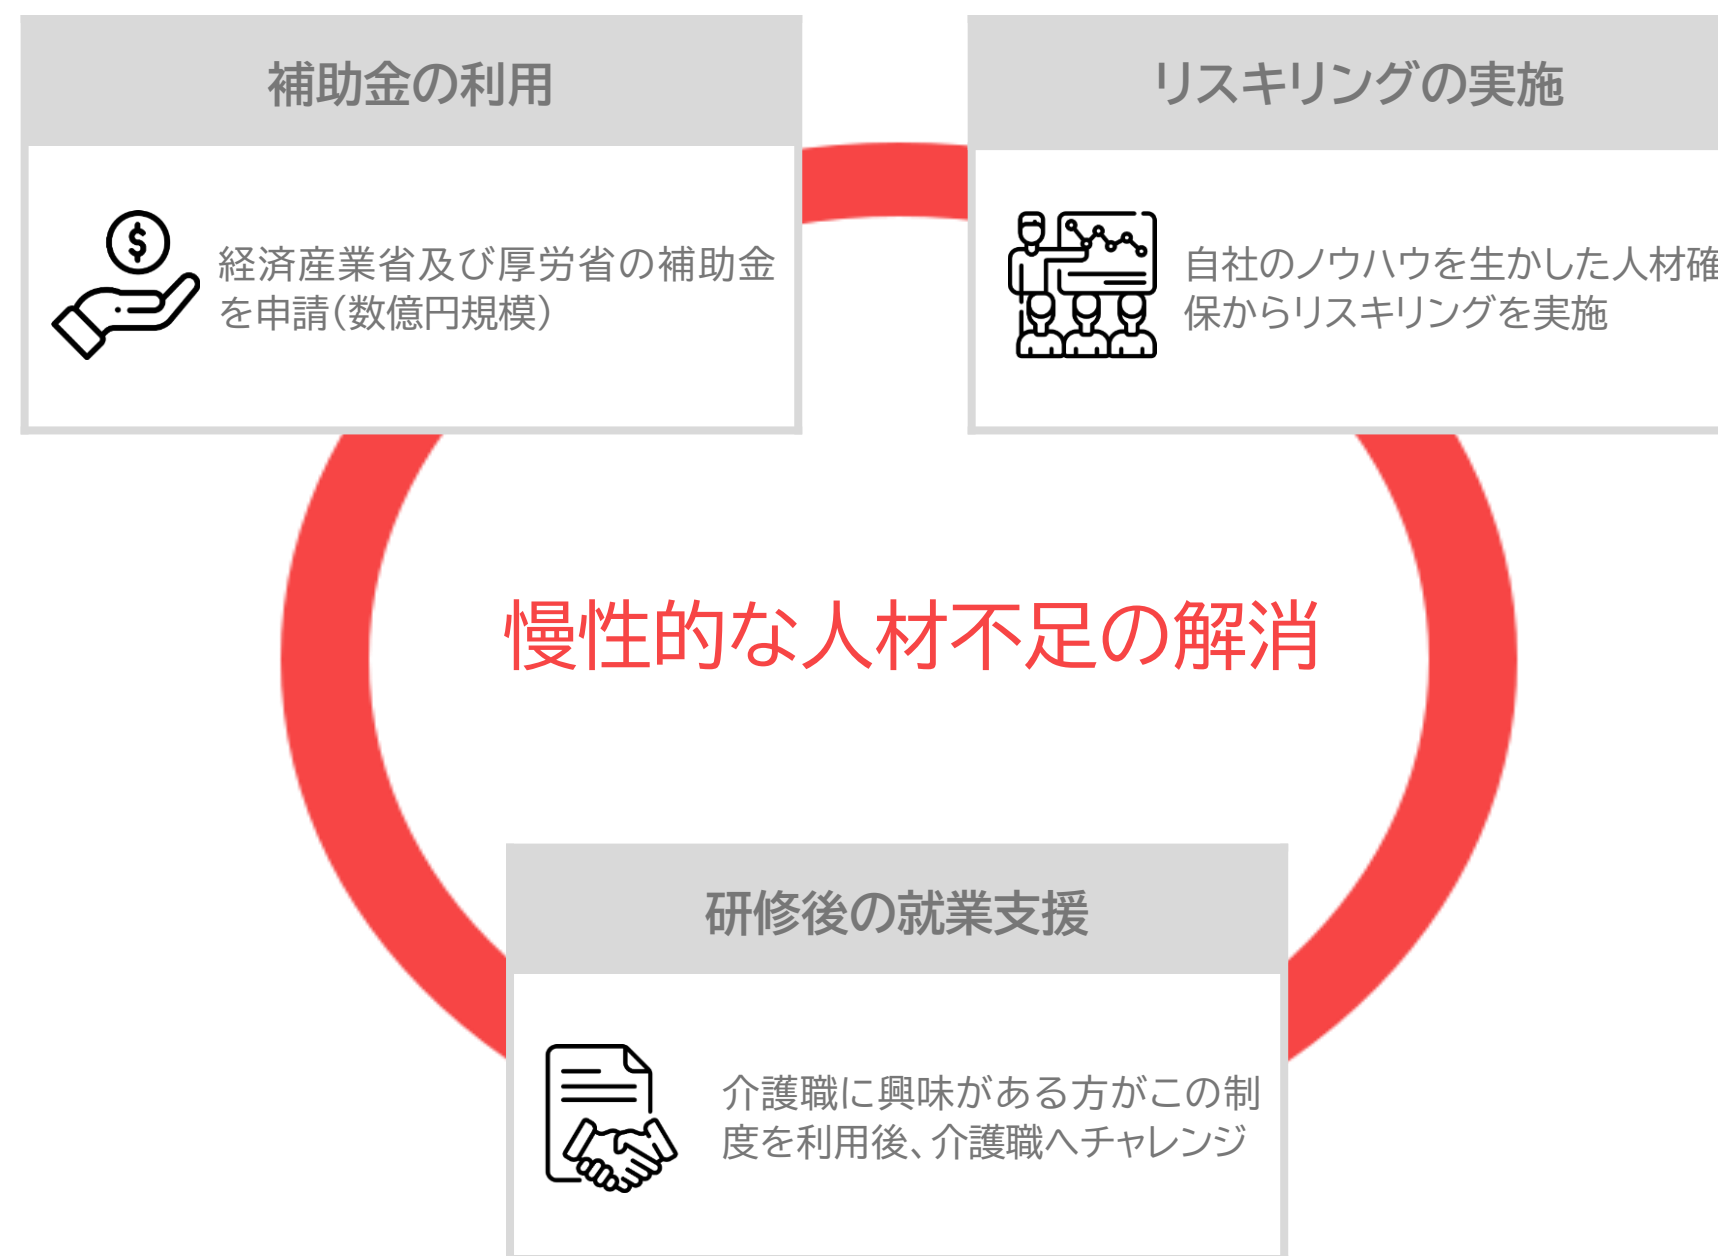 補助金の利用
経済産業省及び厚労省の補助金
を申請(数億円規模)
リスキリングの実施
自社のノウハウを生かした人材確
保からリスキリングを実施
慢性的な人材不足の解消
研修後の就業支援
介護職に興味がある方がこの制
度を利用後、介護職へチャレンジ